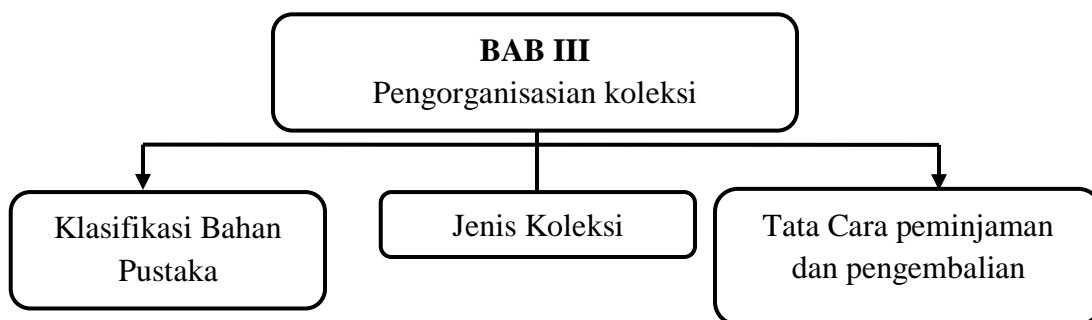 BAB III
Pengorganisasian koleksi
Klasifikasi Bahan
Pustaka
Jenis Koleksi
Tata Cara peminjaman
dan pengembalian